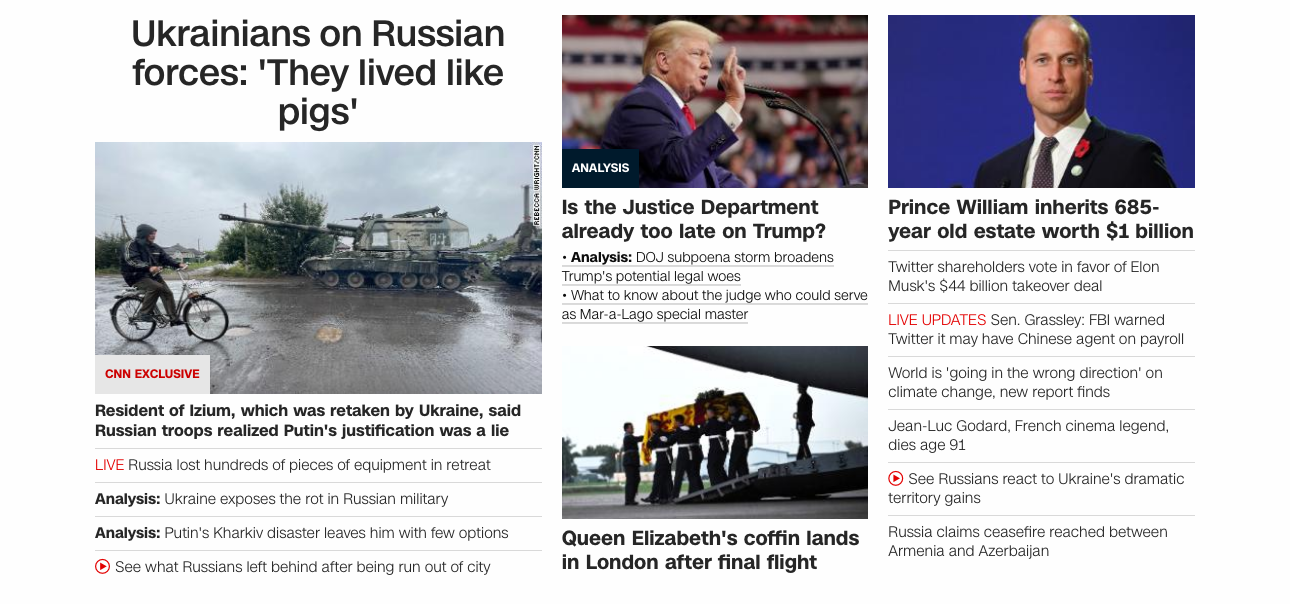 Ukrainians on Russian
forces: 'They lived like
pigs'
REBECCA WRIGHT/CNN
CNN EXCLUSIVE
Resident of Izium, which was retaken by Ukraine, said
Russian troops realized Putin's justification was a lie
LIVE Russia lost hundreds of pieces of equipment in retreat
Analysis: Ukraine exposes the rot in Russian military
Analysis: Putin's Kharkiv disaster leaves him with few options
See what Russians left behind after being run out of city
ANALYSIS
Is the Justice Department
already too late on Trump?
• Analysis: DOJ subpoena storm broadens
Trump's potential legal woes
• What to know about the judge who could serve
as Mar-a-Lago special master
Queen Elizabeth's coffin lands
in London after final flight
Prince William inherits 685-
year old estate worth $1 billion
Twitter shareholders vote in favor of Elon
Musk's $44 billion takeover deal
LIVE UPDATES Sen. Grassley: FBI warned
Twitter it may have Chinese agent on payroll
World is 'going in the wrong direction' on
climate change, new report finds
Jean-Luc Godard, French cinema legend,
dies age 91
See Russians react to Ukraine's dramatic
territory gains
Russia claims ceasefire reached between
Armenia and Azerbaijan